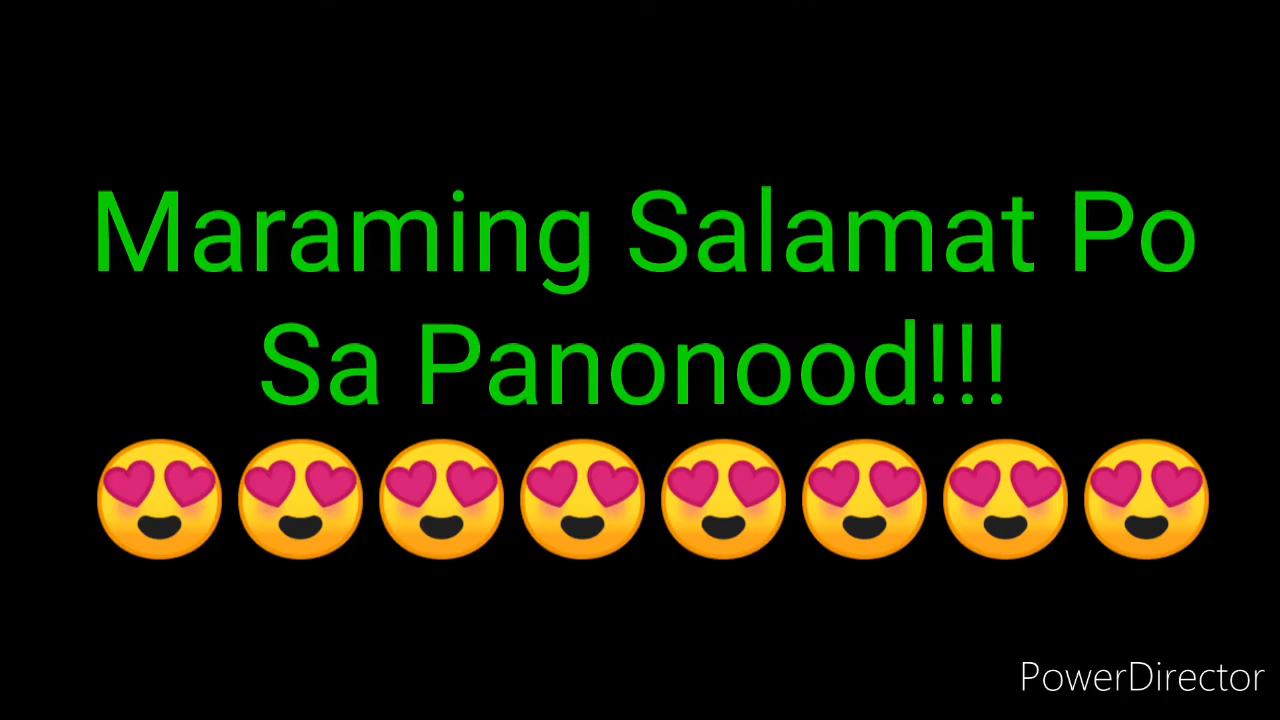 Maraming Salamat Po
Sa Panonood!!!
😍😍😍😍😍😍😍😍
PowerDirector